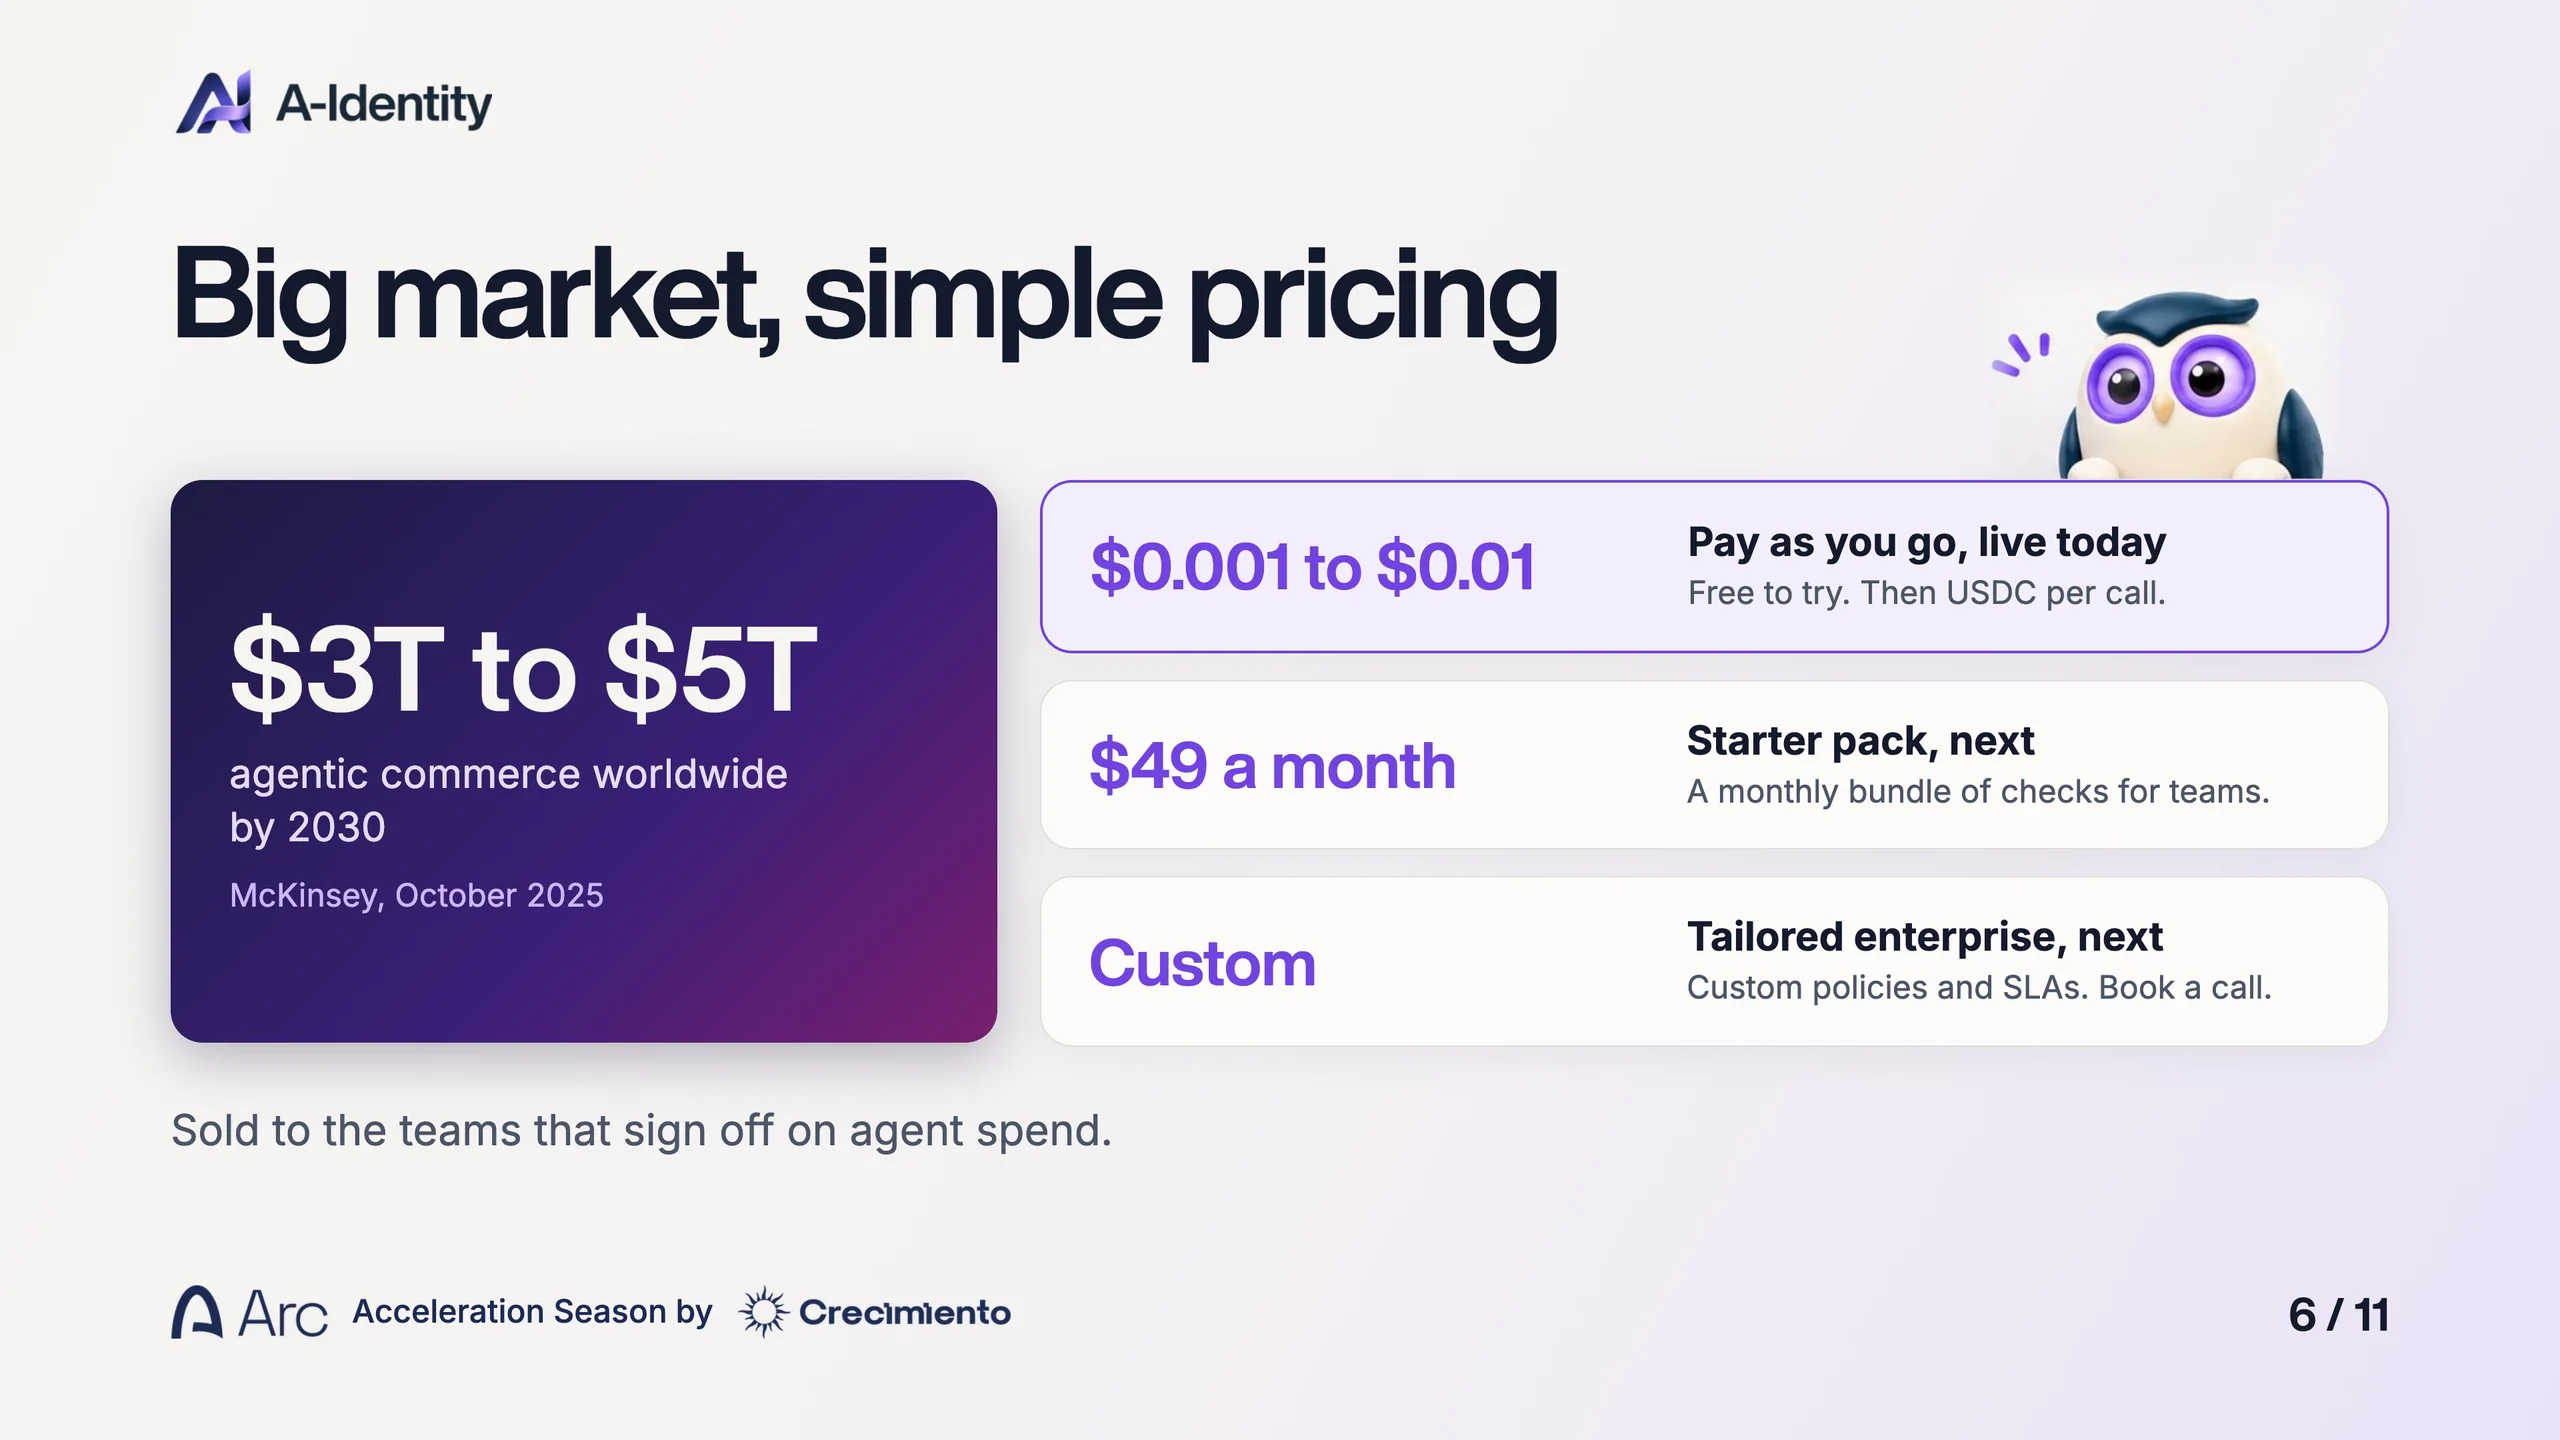 A-Identity
Big market, simple pricing
$3T to $5T
agentic commerce worldwide
by 2030
McKinsey, October 2025
$0.001 to $0.01
Pay as you go, live today
Free to try. Then USDC per call.
$49 a month
Starter pack, next
A monthly bundle of checks for teams.
Custom
Tailored enterprise, next
Custom policies and SLAs. Book a call.
Sold to the teams that sign off on agent spend.
Arc Acceleration Season by Crecimiento
6 / 11